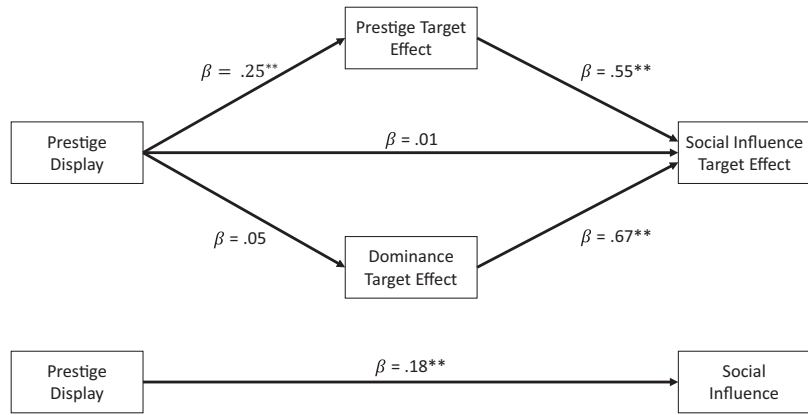 Prestige Target
Effect
β = .25**
β = .55**
Prestige
Display
β = .01
Social Influence
Target Effect
β = .05
Dominance
Target Effect
β = .67**
Prestige
Display
β = .18**
Social
Influence